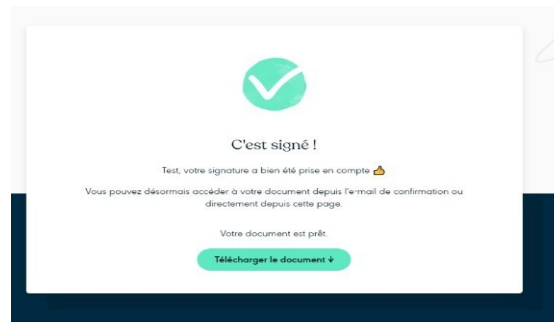 C'est signé !
Test, votre signature a bien été prise en compte 👍
Vous pouvez désormais accéder à votre document depuis l'e-mail de confirmation ou
directement depuis cette page.
Votre document est prêt.
Télécharger le document ↓